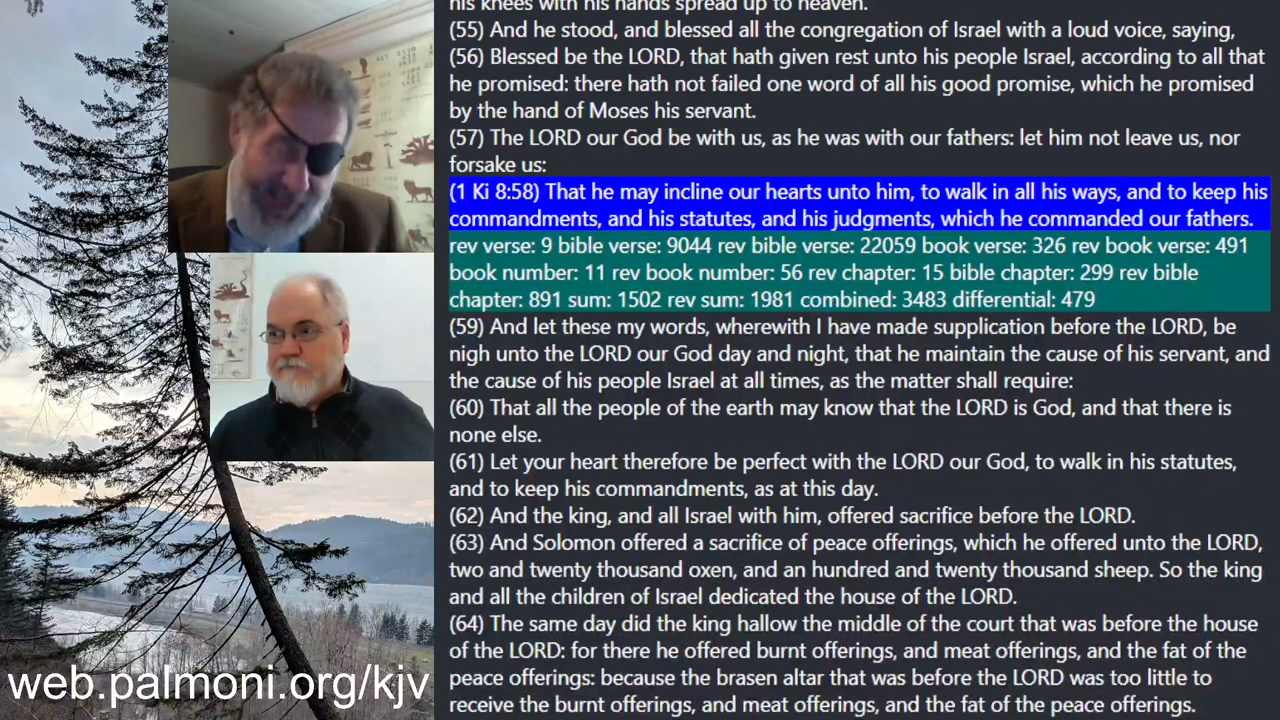 his knees with his hands spread up to heaven.
(55) And he stood, and blessed all the congregation of Israel with a loud voice, saying,
(56) Blessed be the LORD, that hath given rest unto his people Israel, according to all that
he promised: there hath not failed one word of all his good promise, which he promised
by the hand of Moses his servant.
(57) The LORD our God be with us, as he was with our fathers: let him not leave us, nor
forsake us:
(1 Ki 8:58) That he may incline our hearts unto him, to walk in all his ways, and to keep his
commandments, and his statutes, and his judgments, which he commanded our fathers.
rev verse: 9 bible verse: 9044 rev bible verse: 22059 book verse: 326 rev book verse: 491
book number: 11 rev book number: 56 rev chapter: 15 bible chapter: 299 rev bible
chapter: 891 sum: 1502 rev sum: 1981 combined: 3483 differential: 479
(59) And let these my words, wherewith I have made supplication before the LORD, be
nigh unto the LORD our God day and night, that he maintain the cause of his servant, and
the cause of his people Israel at all times, as the matter shall require:
(60) That all the people of the earth may know that the LORD is God, and that there is
none else.
(61) Let your heart therefore be perfect with the LORD our God, to walk in his statutes,
and to keep his commandments, as at this day.
(62) And the king, and all Israel with him, offered sacrifice before the LORD.
(63) And Solomon offered a sacrifice of peace offerings, which he offered unto the LORD,
two and twenty thousand oxen, and an hundred and twenty thousand sheep. So the king
and all the children of Israel dedicated the house of the LORD.
(64) The same day did the king hallow the middle of the court that was before the house
of the LORD: for there he offered burnt offerings, and meat offerings, and the fat of the
peace offerings: because the brasen altar that was before the LORD was too little to
receive the burnt offerings, and meat offerings, and the fat of the peace offerings.
web.palmoni.org/kjv